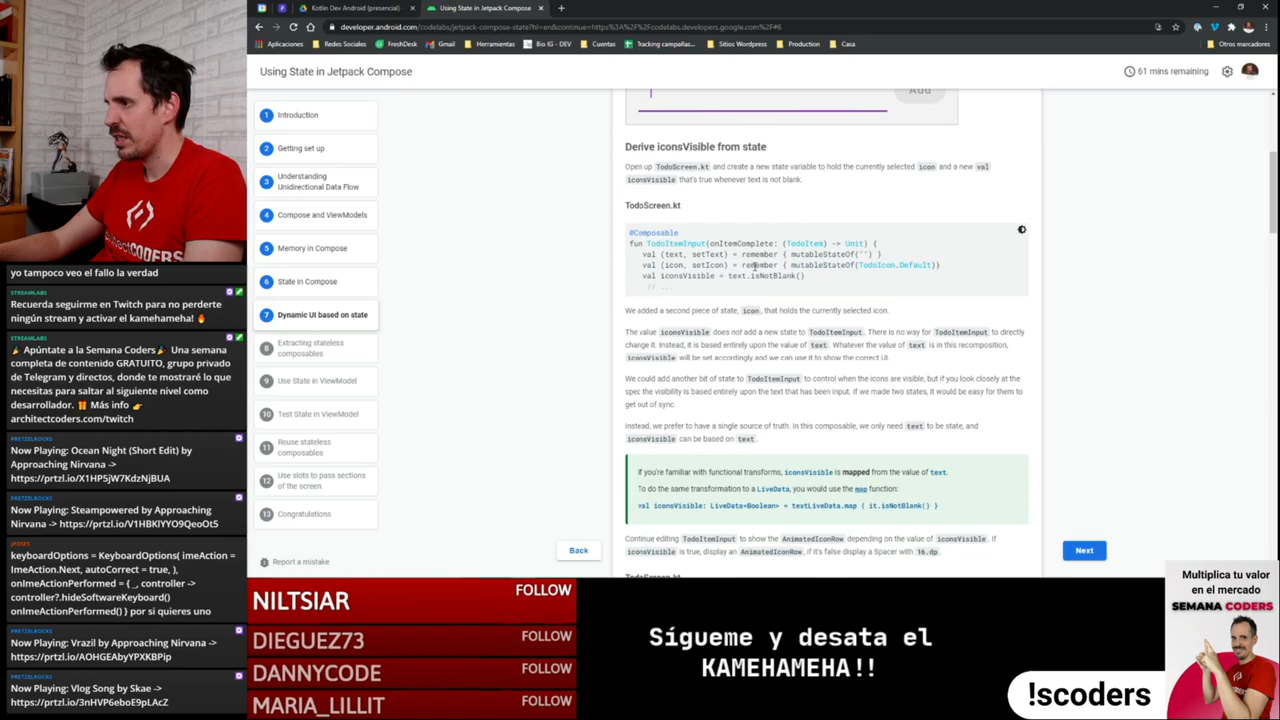 Kotlin Dev Android (presencial)
Using State in Jetpack Compose
developer.android.com/codelabs/jetpack-compose-state?hl=en&continue=https%3A%2F%2Fcodelabs.developers.google.com%2F#6
Aplicaciones
Redes Sociales
FreshDesk
Gmail
Herramientas
Bio IG - DEV
Cuentas
Tracking campañas...
Sitios Wordpress
Production
Casa
Otros marcadores
Using State in Jetpack Compose
61 mins remaining
1 Introduction
2 Getting set up
3 Understanding
Unidirectional Data Flow
4 Compose and ViewModels
5 Memory in Compose
6 State in Compose
7 Dynamic UI based on state
8 Extracting stateless
composables
9 Use State in ViewModel
10 Test State in ViewModel
11 Reuse stateless
composables
12 Use slots to pass sections
of the screen
13 Congratulations
Report a mistake
Add
Derive iconsVisible from state
Open up TodoScreen.kt and create a new state variable to hold the currently selected icon and a new val
iconsVisible that's true whenever text is not blank.
TodoScreen.kt
@Composable
fun TodoItemInput(onItemComplete: (TodoItem) -> Unit) {
val (text, setText) = remember { mutableStateOf("") }
val (icon, setIcon) = remember { mutableStateOf(TodoIcon.Default)}
val iconsVisible = text.isNotBlank()
// ...
We added a second piece of state, icon, that holds the currently selected icon.
The value iconsVisible does not add a new state to TodoItemInput. There is no way for TodoItemInput to directly
change it. Instead, it is based entirely upon the value of text. Whatever the value of text is in this recomposition,
iconsVisible will be set accordingly and we can use it to show the correct UI.
We could add another bit of state to TodoItemInput to control when the icons are visible, but if you look closely at the
spec the visibility is based entirely upon the text that has been input. If we made two states, it would be easy for them to
get out of sync.
Instead, we prefer to have a single source of truth. In this composable, we only need text to be state, and
iconsVisible can be based on text.
If you're familiar with functional transforms, iconsVisible is mapped from the value of text.
To do the same transformation to a LiveData, you would use the map function:
val iconsVisible: LiveData<Boolean> = textLiveData.map { it.isNotBlank() }
Continue editing TodoItemInput to show the AnimatedIconRow depending on the value of iconsVisible. If
iconsVisible is true, display an AnimatedIconRow, if it's false display a Spacer with 16.dp.
TodoScreen.kt
Back
Next
yo tampoco pero el fallo la verdad
STREAMLABS
Recuerda seguirme en Twitch para no perderte
ningún stream y activar el kamehameha!
STREAMLABS
Apúntate a la Semana Coders Una semana
completa de contenido GRATUITO, grupo privado
de Telegram y directos donde te mostraré lo que
necesitas para dar el siguiente nivel como
desarrollador. Más info
architectcoders.com/twitch
PRETZELROCKS
Now Playing: Ocean Night (Short Edit) by
Approaching Nirvana ->
PRETZELROCKS
Now Playing: Starpowered by Approaching
PRETZELROCKS
JPOSES
keyboardOptions = KeyboardOptions( imeAction =
onImeActionPerformed = { _, controller ->
controller?.hideSoftwareKeyboard()
onImeActionPerformed() } por si quieres uno
Now Playing: Vrazil by Approaching Nirvana ->
https://prtzl.io/AOHGEAbyYPXKBPip
PRETZELROCKS
Now Playing: Vlog Song by Skae ->
https://prtzl.io/3nHVP6eboE9pLAcZ
NILTSIAR FOLLOW
DIEGUEZ73 FOLLOW
DANNYCODE FOLLOW
MARIA_LILLIT FOLLOW
Sígueme y desata el
KAMEHAMEHA!!
Multiplica tu valor
en el mercado
SEMANA CODERS
!scoders